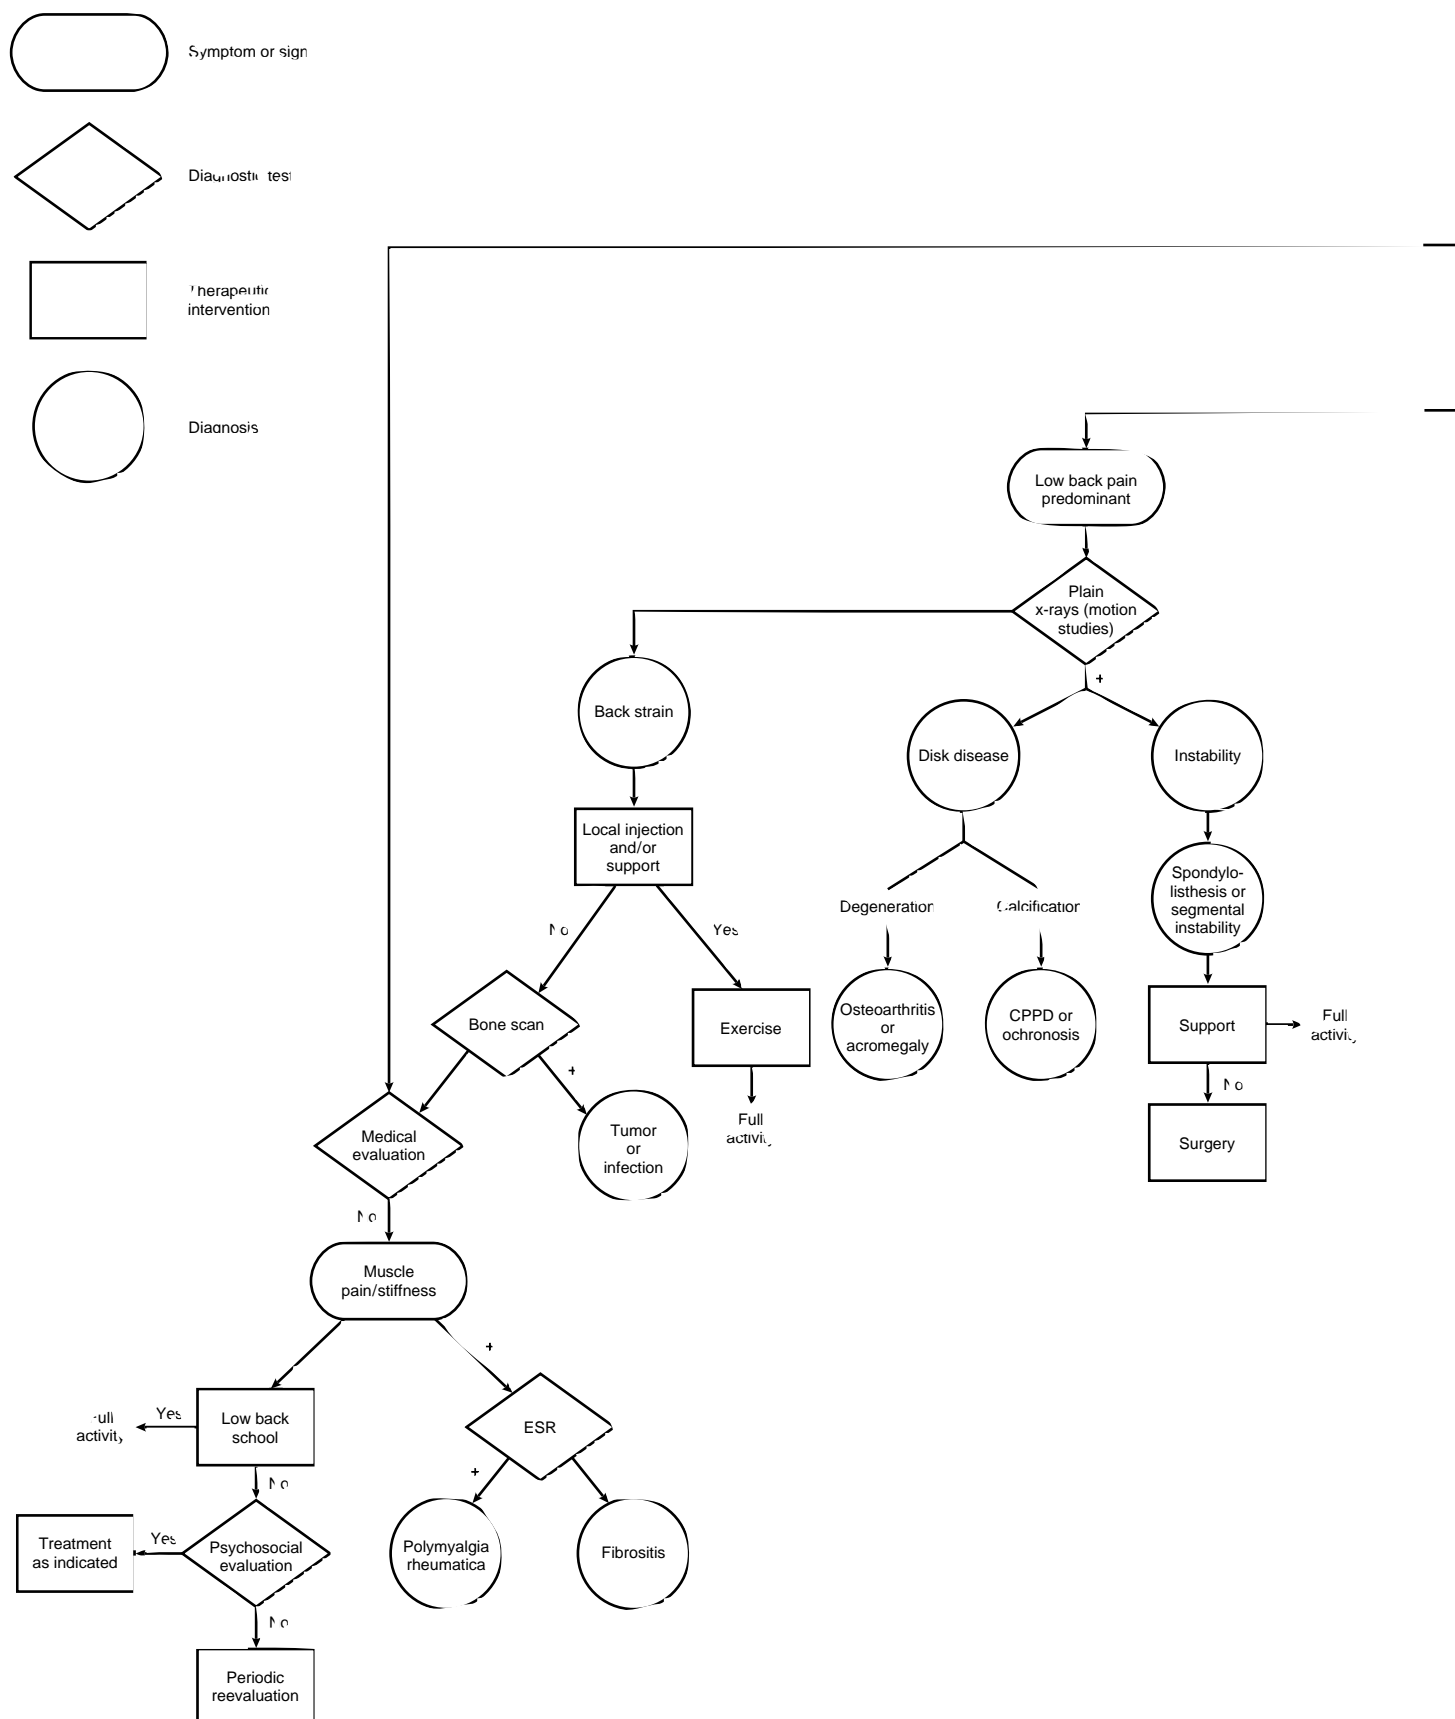 Symptom or sign
Diagnostic test
Therapeutic
intervention
Diagnosis
Low back pain
predominant
Plain
x-rays (motion
studies)
+
Back strain
Disk disease
Instability
Local injection
and/or
support
Degeneration
Calcification
Spondylo-
listhesis or
segmental
instability
No
Yes
Bone scan
Exercise
Osteoarthritis
or
acromegaly
CPPD or
ochronosis
Support
Full
activity
+
No
Full
activity
Medical
evaluation
Tumor
or
infection
Surgery
No
Muscle
pain/stiffness
+
Full
activity
Yes
Low back
school
ESR
No
+
Treatment
as indicated
Yes
Psychosocial
evaluation
Polymyalgia
rheumatica
Fibrositis
No
Periodic
reevaluation